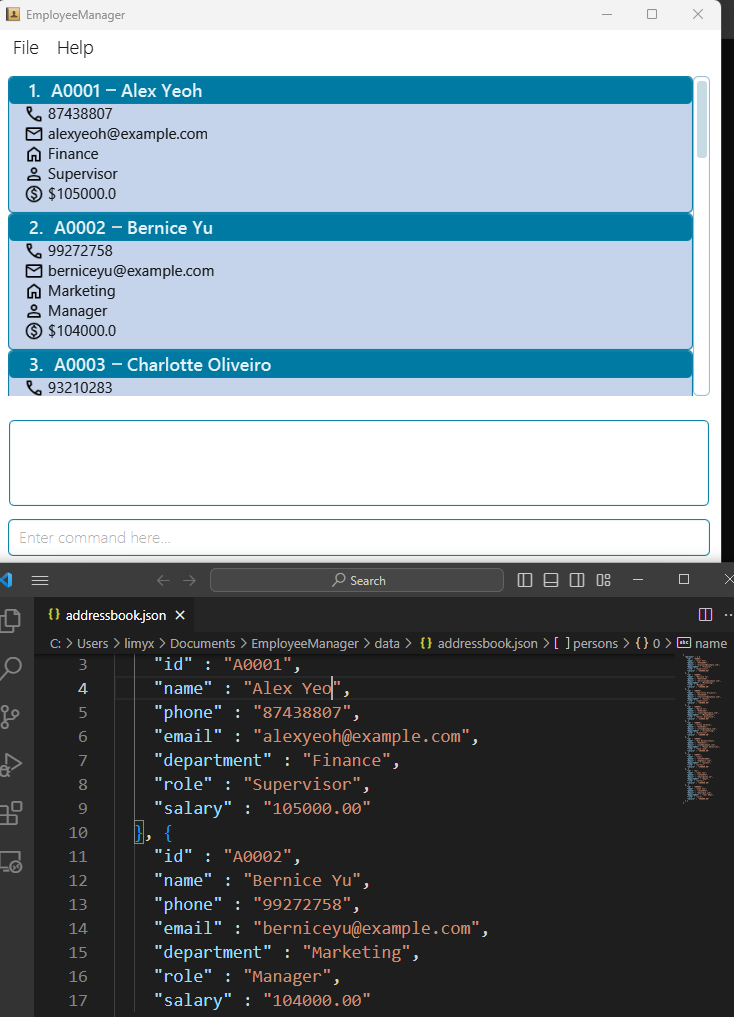 EmployeeManager
File Help
1. A0001 – Alex Yeoh
87438807
alexyeoh@example.com
Finance
Supervisor
$105000.0
2. A0002 – Bernice Yu
99272758
berniceyu@example.com
Marketing
Manager
$104000.0
3. A0003 – Charlotte Oliveiro
93210283
Enter command here...
Search
{} addressbook.json
C: > Users > limyx > Documents > EmployeeManager > data > {} addressbook.json > [ ] persons > {} 0 > abc name
3 "id" : "A0001",
4 "name" : "Alex Yeo",
5 "phone" : "87438807",
6 "email" : "alexyeoh@example.com",
7 "department" : "Finance",
8 "role" : "Supervisor",
9 "salary" : "105000.00"
10 }, {
11 "id" : "A0002",
12 "name" : "Bernice Yu",
13 "phone" : "99272758",
14 "email" : "berniceyu@example.com",
15 "department" : "Marketing",
16 "role" : "Manager",
17 "salary" : "104000.00"